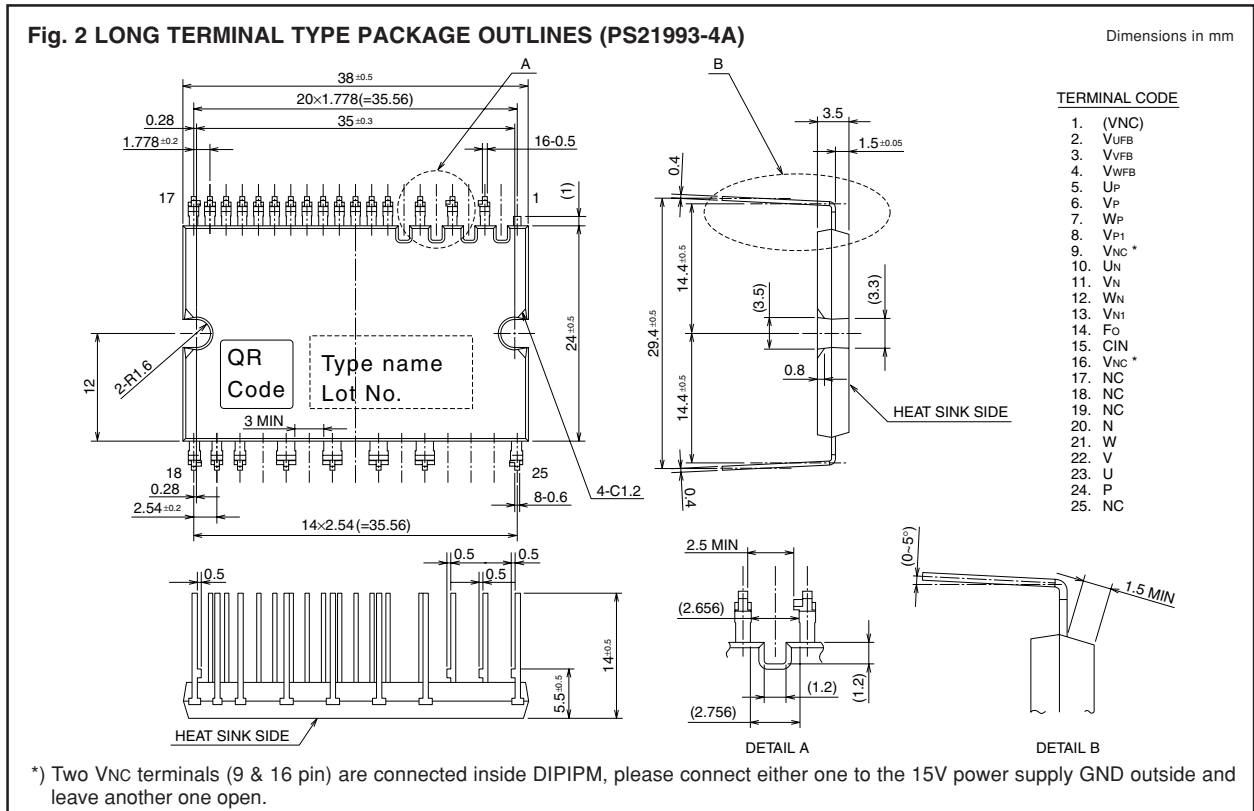 Fig. 2 LONG TERMINAL TYPE PACKAGE OUTLINES (PS21993-4A)
Dimensions in mm
A
B
38 ±0.5
20×1.778(=35.56)
35 ±0.3
0.28
1.778 ±0.2
16-0.5
17
1
(1)
QR
Code
Type name
Lot No.
2-R1.6
12
24±0.5
3 MIN
18
25
0.28
2.54 ±0.2
8-0.6
4-C1.2
14×2.54 (=35.56)
3.5
1.5 ±0.05
0.4
14.4±0.5
29.4±0.5
14.4±0.5
(3.5)
(3.3)
0.8
HEAT SINK SIDE
0.4
TERMINAL CODE
1. (VNC)
2. VUFB
3. VVFB
4. VWFB
5. UP
6. VP
7. WP
8. VP1
9. VNC *
10. UN
11. VN
12. WN
13. VN1
14. FO
15. CIN
16. VNC *
17. NC
18. NC
19. NC
20. N
21. W
22. V
23. U
24. P
25. NC
0.5
0.5
0.5
0.5
14±0.5
5.5±0.5
HEAT SINK SIDE
2.5 MIN
(2.656)
(1.2)
(1.2)
(2.756)
DETAIL A
(0~5°)
1.5 MIN
DETAIL B
*) Two VNC terminals (9 & 16 pin) are connected inside DIPIPM, please connect either one to the 15V power supply GND outside and
leave another one open.